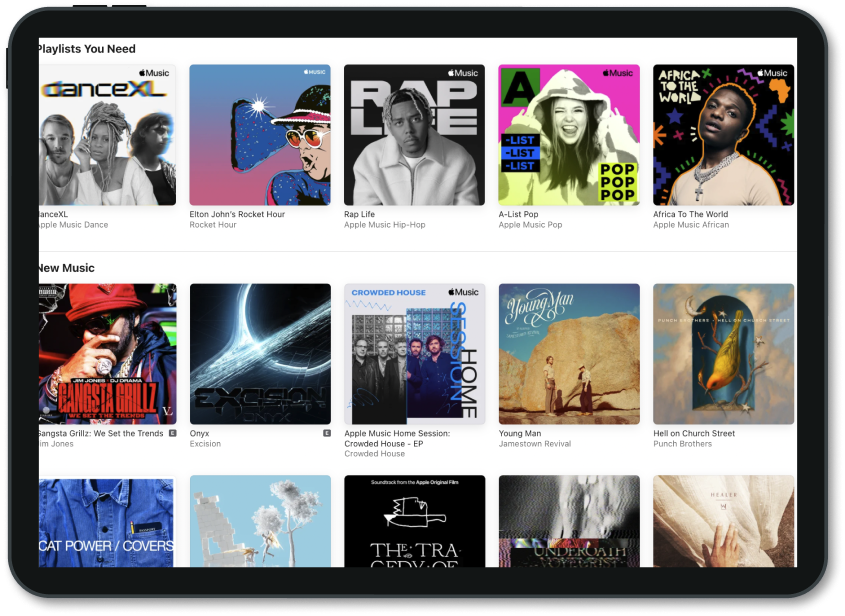 Playlists You Need
Music
danceXL
MUSIC
Music
RAP
LIFE
Music
A
-LIST
-LIST
-LIST
POP
POP
POP
Music
AFRICA
TO THE
WORLD
danceXL
Apple Music Dance
Elton John's Rocket Hour
Rocket Hour
Rap Life
Apple Music Hip-Hop
A-List Pop
Apple Music Pop
Africa To The World
Apple Music African
New Music
JIM JONES · DJ DRAMA
GANGSTA GRILLZ
WE SET THE TRENDS
EXCISION
ONYX
CROWDED HOUSE
Music
HOME
SESSION
Young Man
PUNCH BROTHERS · HELL ON CHURCH STREET
Gangsta Grillz: We Set the Trends E
Jim Jones
Onyx E
Excision
Apple Music Home Session:
Crowded House - EP
Crowded House
Young Man
Jamestown Revival
Hell on Church Street
Punch Brothers
CAT POWER / COVERS
Soundtrack from the Apple Original Film
THE·TRA-
GEDY·OF
UNDEROATH
VOYEURIST
HEALER